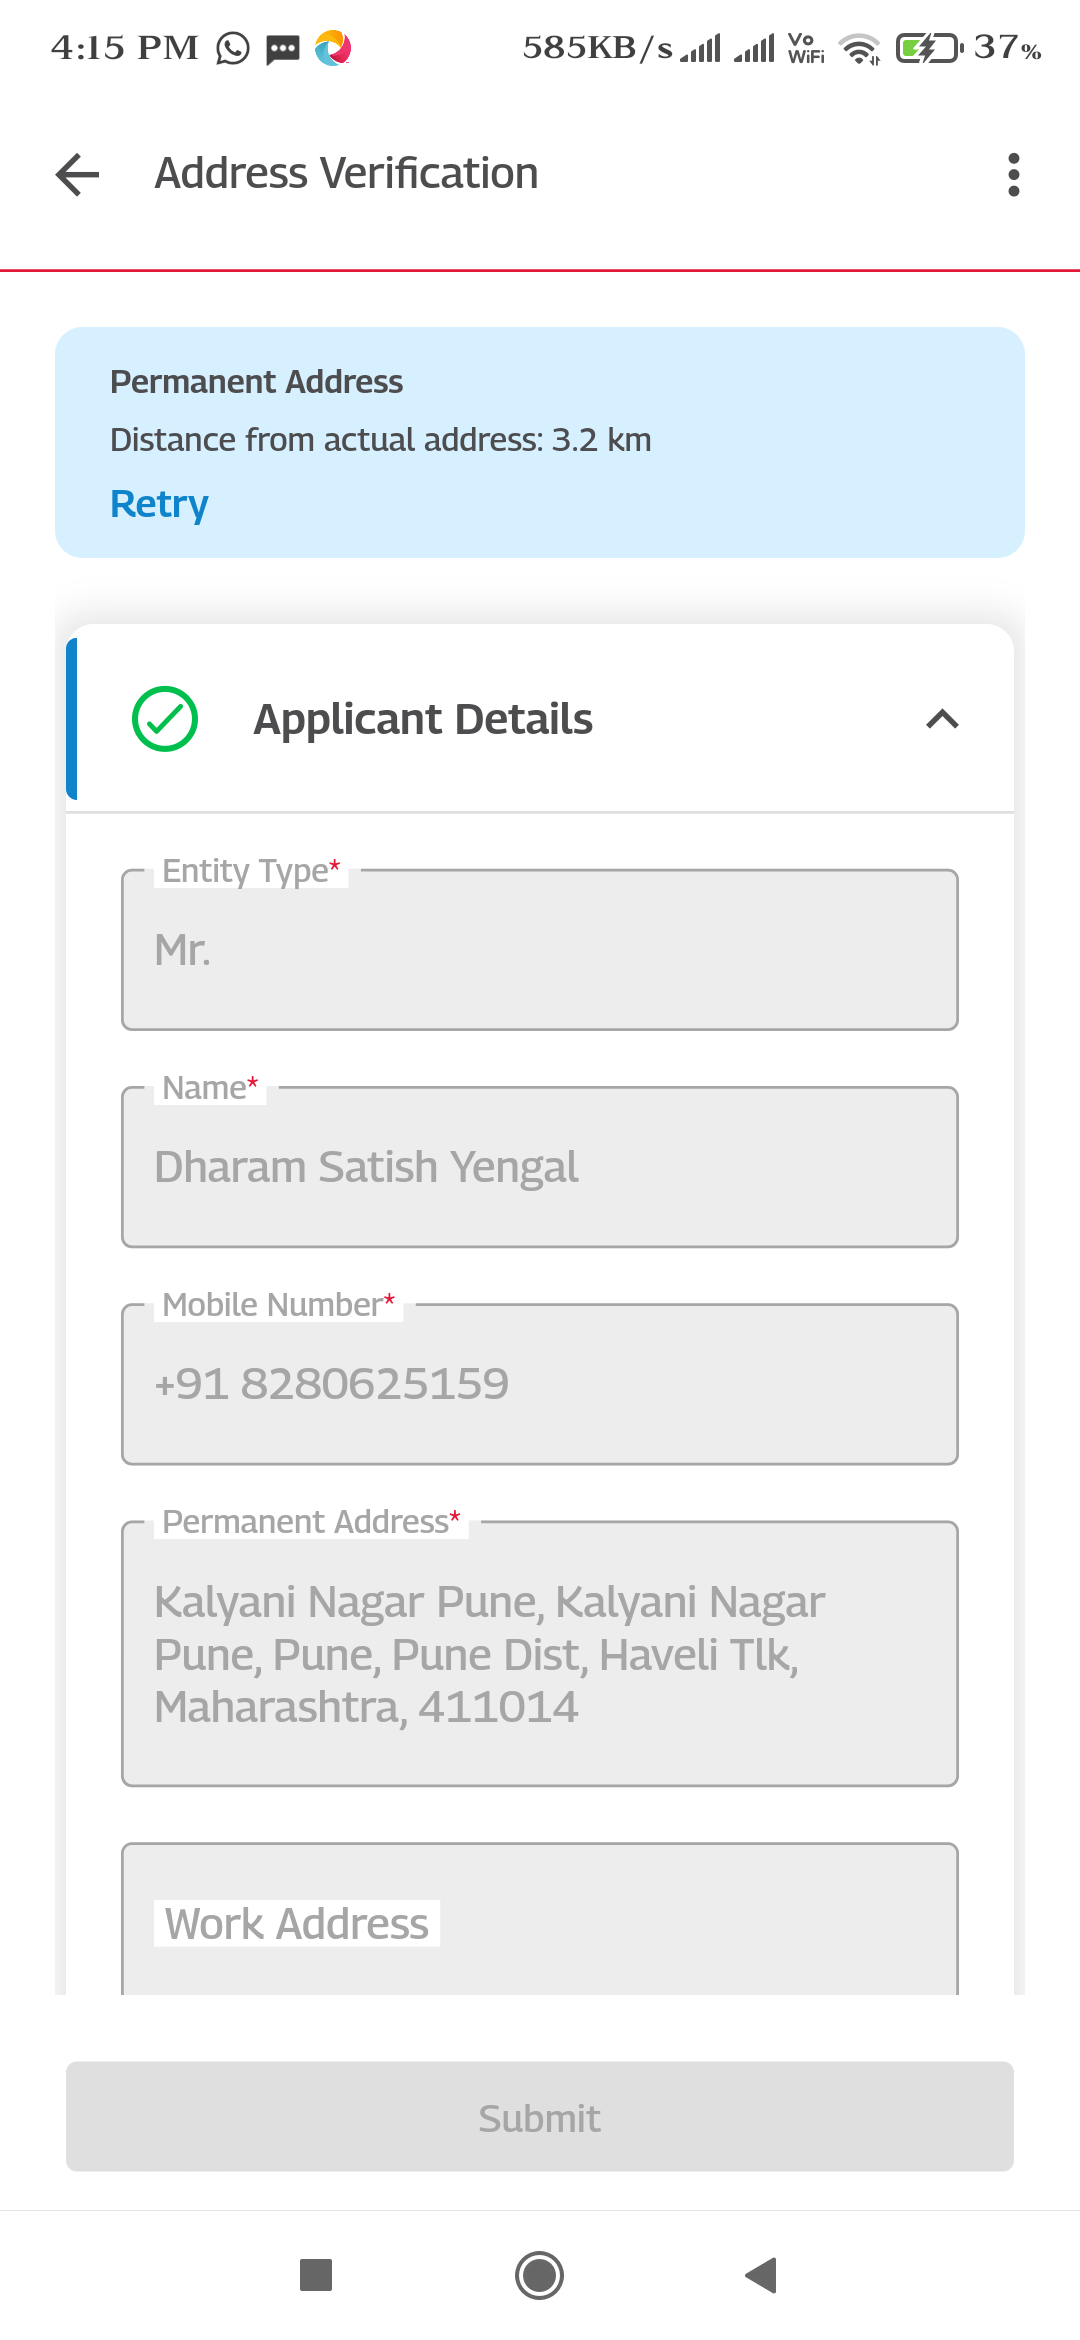 4:15 PM 585KB/s Vo WiFi 37%
Address Verification
Permanent Address
Distance from actual address: 3.2 km
Retry
Applicant Details
Entity Type*
Mr.
Name*
Dharam Satish Yengal
Mobile Number*
+91 8280625159
Permanent Address*
Kalyani Nagar Pune, Kalyani Nagar
Pune, Pune, Pune Dist, Haveli Tlk,
Maharashtra, 411014
Work Address
Submit